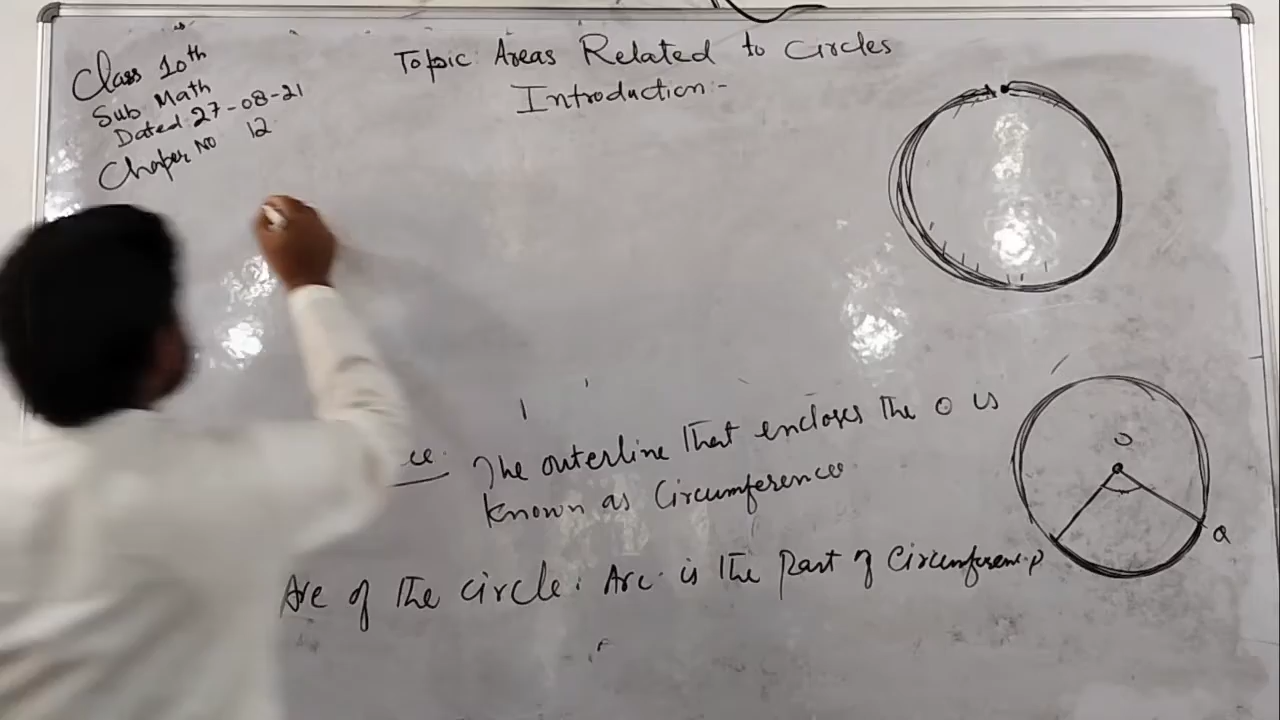 Class 10th
Sub Math
Dated 27-08-21
Chaper No 12
Topic: Areas Related to Circles
Introduction:-
ce. The outerline that encloses the O is
known as Circumference
Arc of the circle: Arc is the part of Circumference.
O
P
Q